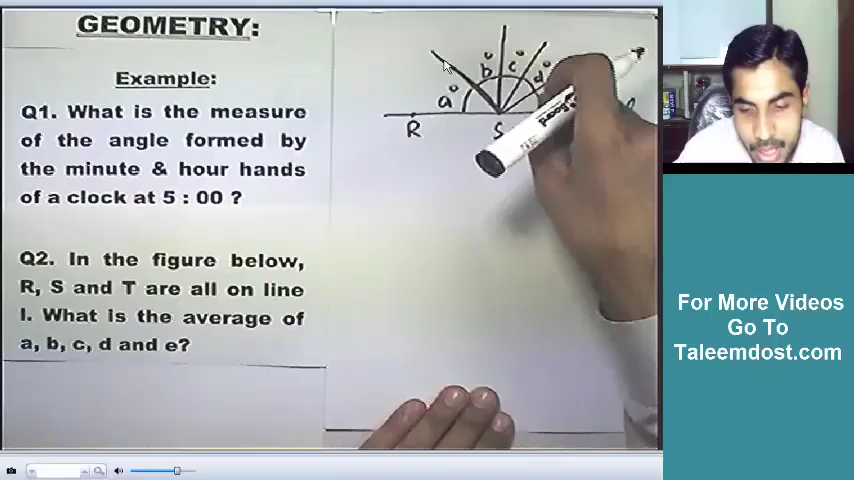 GEOMETRY:
Example:
Q1. What is the measure
of the angle formed by
the minute & hour hands
of a clock at 5 : 00 ?
Q2. In the figure below,
R, S and T are all on line
l. What is the average of
a, b, c, d and e?
a° b° c° d°
R S
For More Videos
Go To
Taleemdost.com